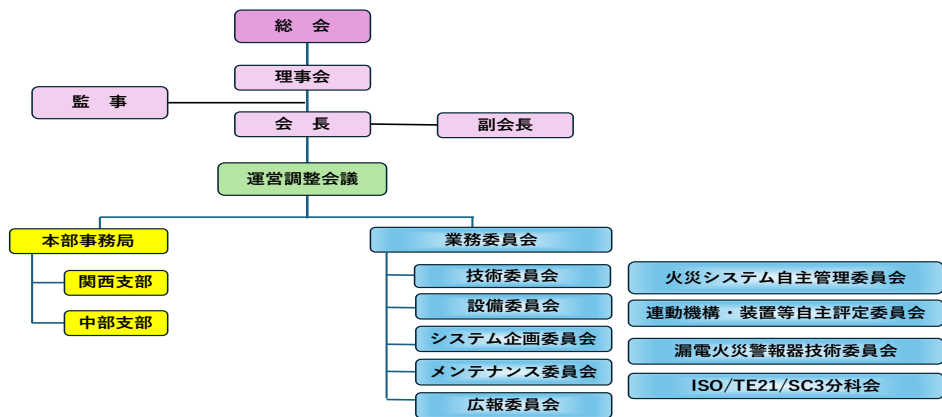 総　会
理事会
監　事
会　長
副会長
運営調整会議
本部事務局
関西支部
中部支部
業務委員会
技術委員会
設備委員会
システム企画委員会
メンテナンス委員会
広報委員会
火災システム自主管理委員会
連動機構・装置等自主評定委員会
漏電火災警報器技術委員会
ISO/TE21/SC3分科会